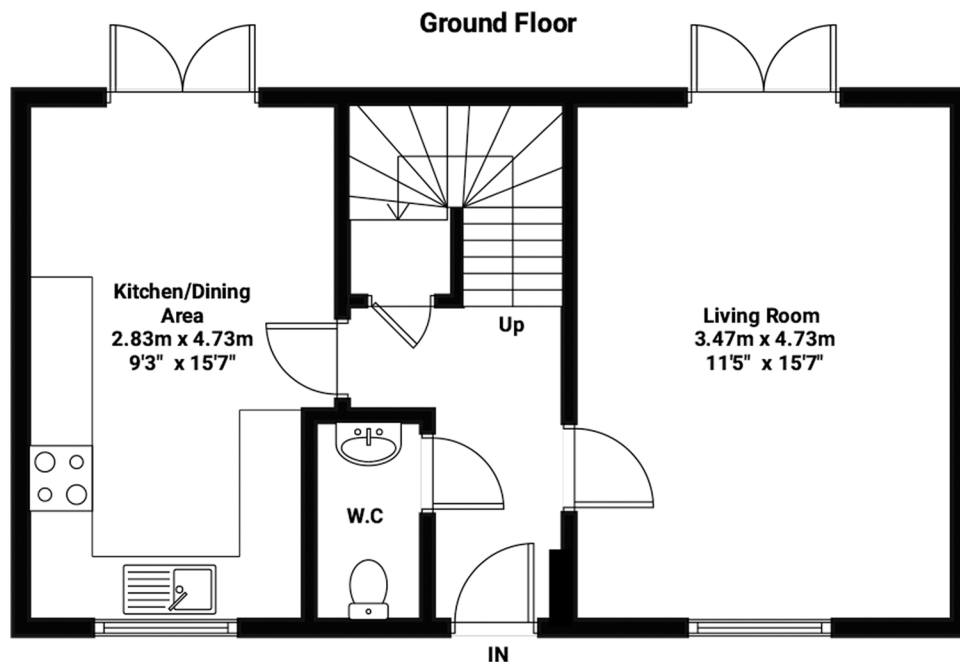 Ground Floor
Kitchen/Dining
Area
2.83m x 4.73m
9'3" x 15'7"
Up
Living Room
3.47m x 4.73m
11'5" x 15'7"
W.C
IN